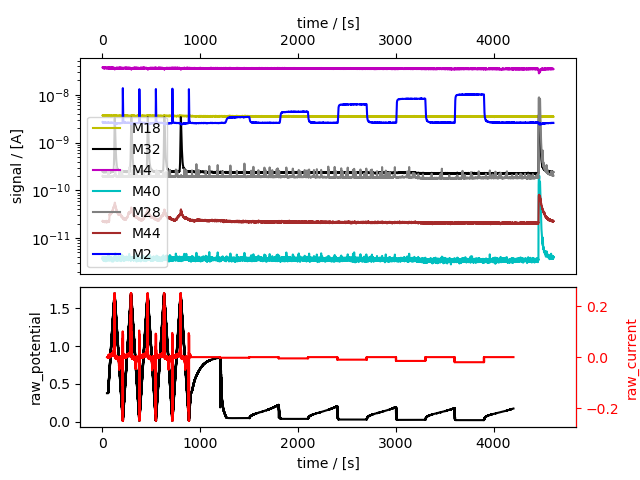 time / [s]
0 1000 2000 3000 4000
signal / [A]
10⁻⁸
10⁻⁹
10⁻¹⁰
10⁻¹¹
M18
M32
M4
M40
M28
M44
M2
raw_potential
1.5
1.0
0.5
0.0
0.2
0.0
−0.2
raw_current
0 1000 2000 3000 4000
time / [s]